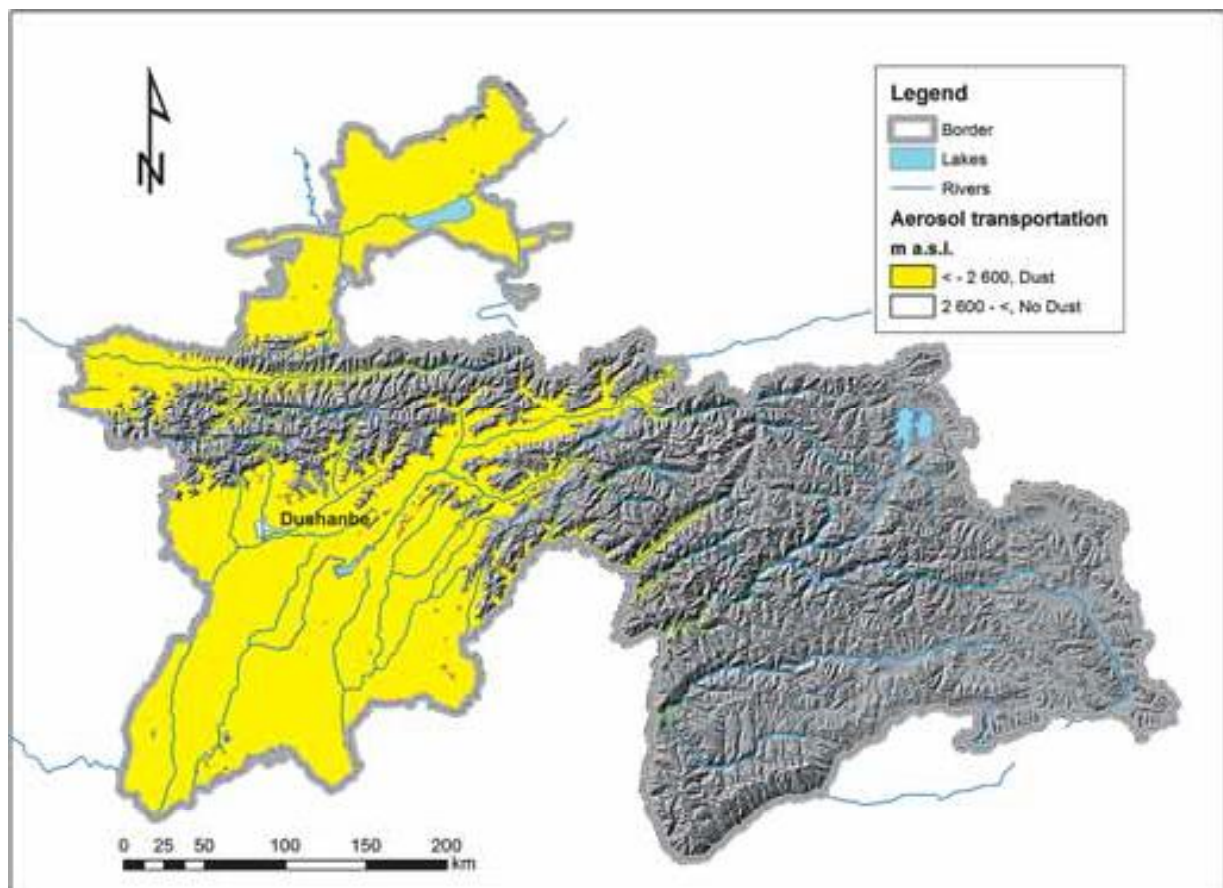 N
Legend
Border
Lakes
Rivers
Aerosol transportation
m a.s.l.
< - 2 600, Dust
2 600 - <, No Dust
Dushanbe
0 25 50 100 150 200
km